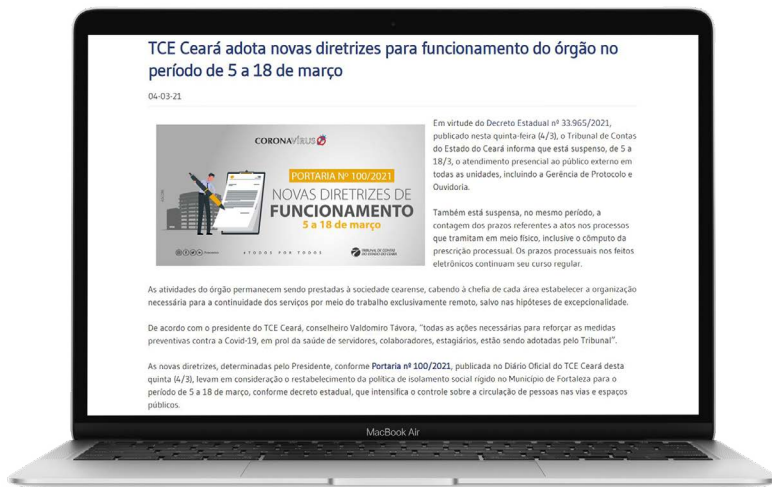 TCE Ceará adota novas diretrizes para funcionamento do órgão no
período de 5 a 18 de março
04-03-21
CORONAVÍRUS
PORTARIA Nº 100/2021
NOVAS DIRETRIZES DE
FUNCIONAMENTO
5 a 18 de março
#TODOS POR TODOS
TRIBUNAL DE CONTAS
DO ESTADO DO CEARÁ
Em virtude do Decreto Estadual nº 33.965/2021,
publicado nesta quinta-feira (4/3), o Tribunal de Contas
do Estado do Ceará informa que está suspenso, de 5 a
18/3, o atendimento presencial ao público externo em
todas as unidades, incluindo a Gerência de Protocolo e
Ouvidoria.
Também está suspensa, no mesmo período, a
contagem dos prazos referentes a atos nos processos
que tramitam em meio físico, inclusive o cômputo da
prescrição processual. Os prazos processuais nos feitos
eletrônicos continuam seu curso regular.
As atividades do órgão permanecem sendo prestadas à sociedade cearense, cabendo à chefia de cada área estabelecer a organização
necessária para a continuidade dos serviços por meio do trabalho exclusivamente remoto, salvo nas hipóteses de excepcionalidade.
De acordo com o presidente do TCE Ceará, conselheiro Valdomiro Távora, “todas as ações necessárias para reforçar as medidas
preventivas contra a Covid-19, em prol da saúde de servidores, colaboradores, estagiários, estão sendo adotadas pelo Tribunal”.
As novas diretrizes, determinadas pelo Presidente, conforme Portaria nº 100/2021, publicada no Diário Oficial do TCE Ceará desta
quinta (4/3), levam em consideração o restabelecimento da política de isolamento social rígido no Município de Fortaleza para o
período de 5 a 18 de março, conforme decreto estadual, que intensifica o controle sobre a circulação de pessoas nas vias e espaços
públicos.
MacBook Air